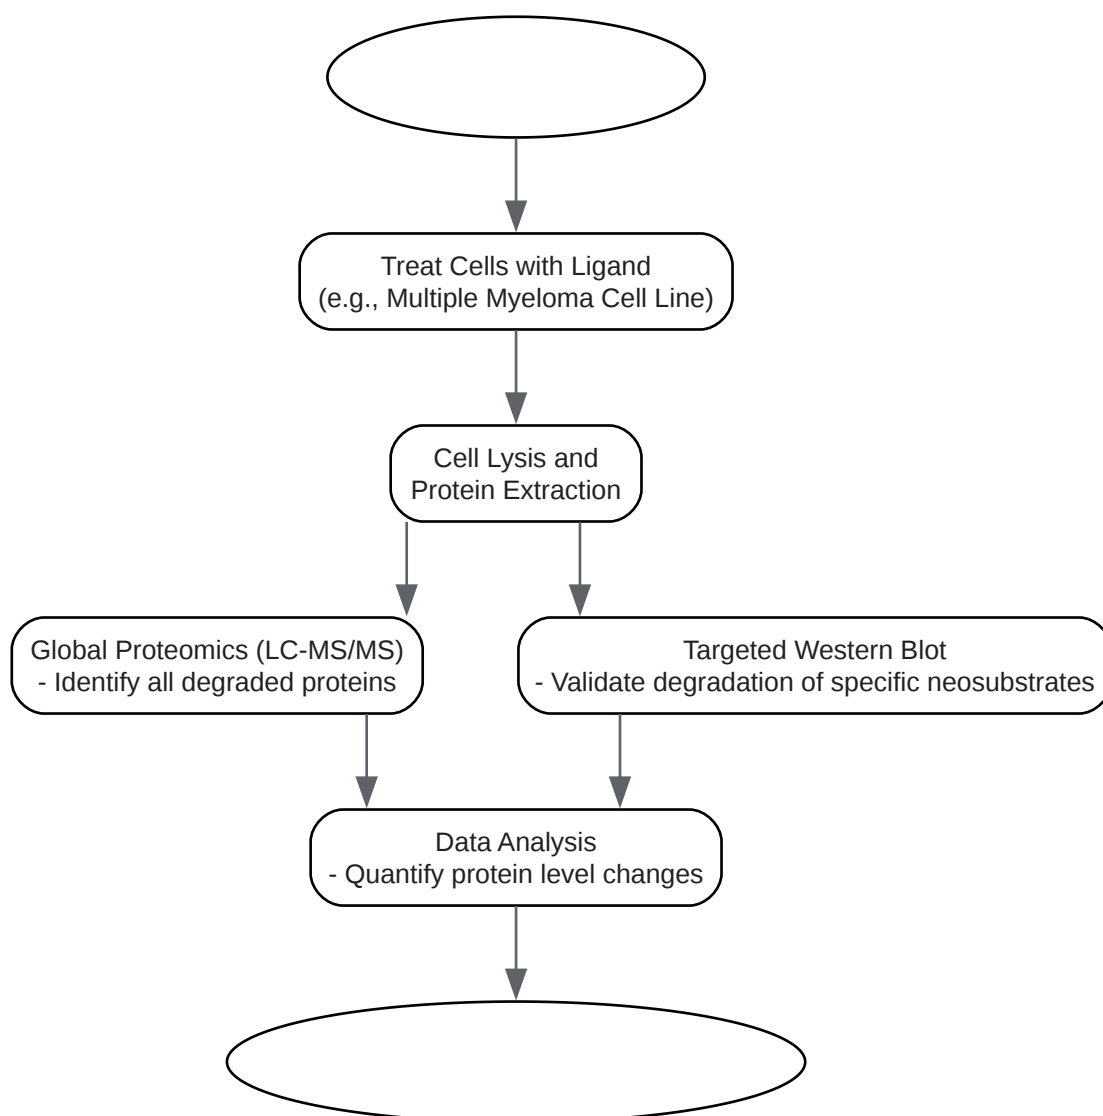 Treat Cells with Ligand
(e.g., Multiple Myeloma Cell Line)
Cell Lysis and
Protein Extraction
Global Proteomics (LC-MS/MS)
- Identify all degraded proteins
Targeted Western Blot
- Validate degradation of specific neosubstrates
Data Analysis
- Quantify protein level changes